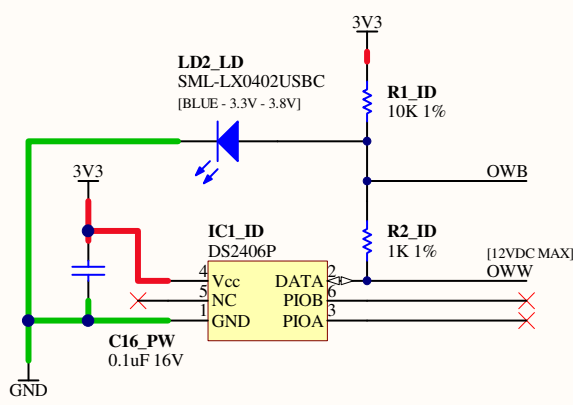 3V3
LD2_LD
SML-LX0402USBC
[BLUE - 3.3V - 3.8V]
R1_ID
10K 1%
3V3
OWB
IC1_ID
DS2406P
R2_ID
1K 1%
[12VDC MAX]
OWW
4
Vcc
DATA
2
5
NC
PIOB
6
1
GND
PIOA
3
C16_PW
0.1uF 16V
GND